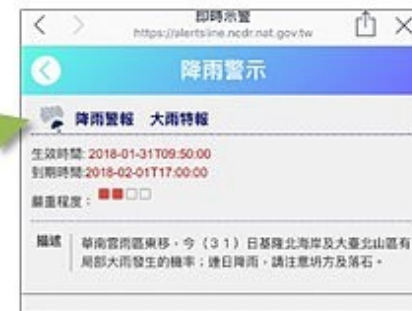 即時示警
https://alertsline.ncdr.nat.gov.tw
降雨警示
降雨警報 大雨特報
生效時間: 2018-01-31T09:50:00
到期時間:2018-02-01T17:00:00
嚴重程度：
描述 華南雲雨區東移，今（31）日基隆北海岸及大臺北山區有
局部大雨發生的機率；連日降雨，請注意坍方及落石。